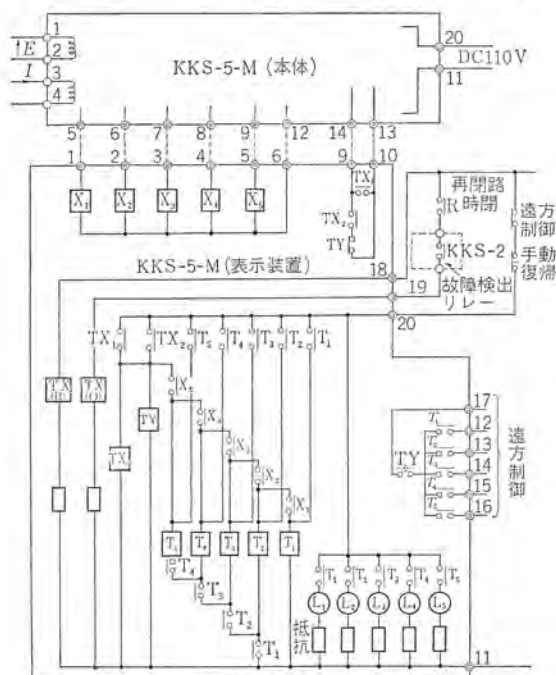 1
E
2
I
3
4
KKS-5-M (本体)
20
DC110V
11
5
6
7
8
9
12
14
13
1
2
3
4
5
6
9
10
X₁
X₂
X₃
X₄
TX
TX₂
TY
再閉路
IR時閉
遠方
制御
KKS-2
手動
復帰
KKS-5-M (表示装置)
18
19
故障検出
リレー
20
TX₁
TX₂
T₅
T₄
T₃
T₂
T₁
X₅
X₄
X₃
X₂
X₁
TX
TX
TX
TY
T₅
T₄
T₃
T₂
T₁
T₄
T₃
T₂
T₁
17
12
13
14
15
16
TY
遠方制御
T₁
T₂
T₃
T₄
T₅
L₁
L₂
L₃
L₄
L₅
抵抗
11